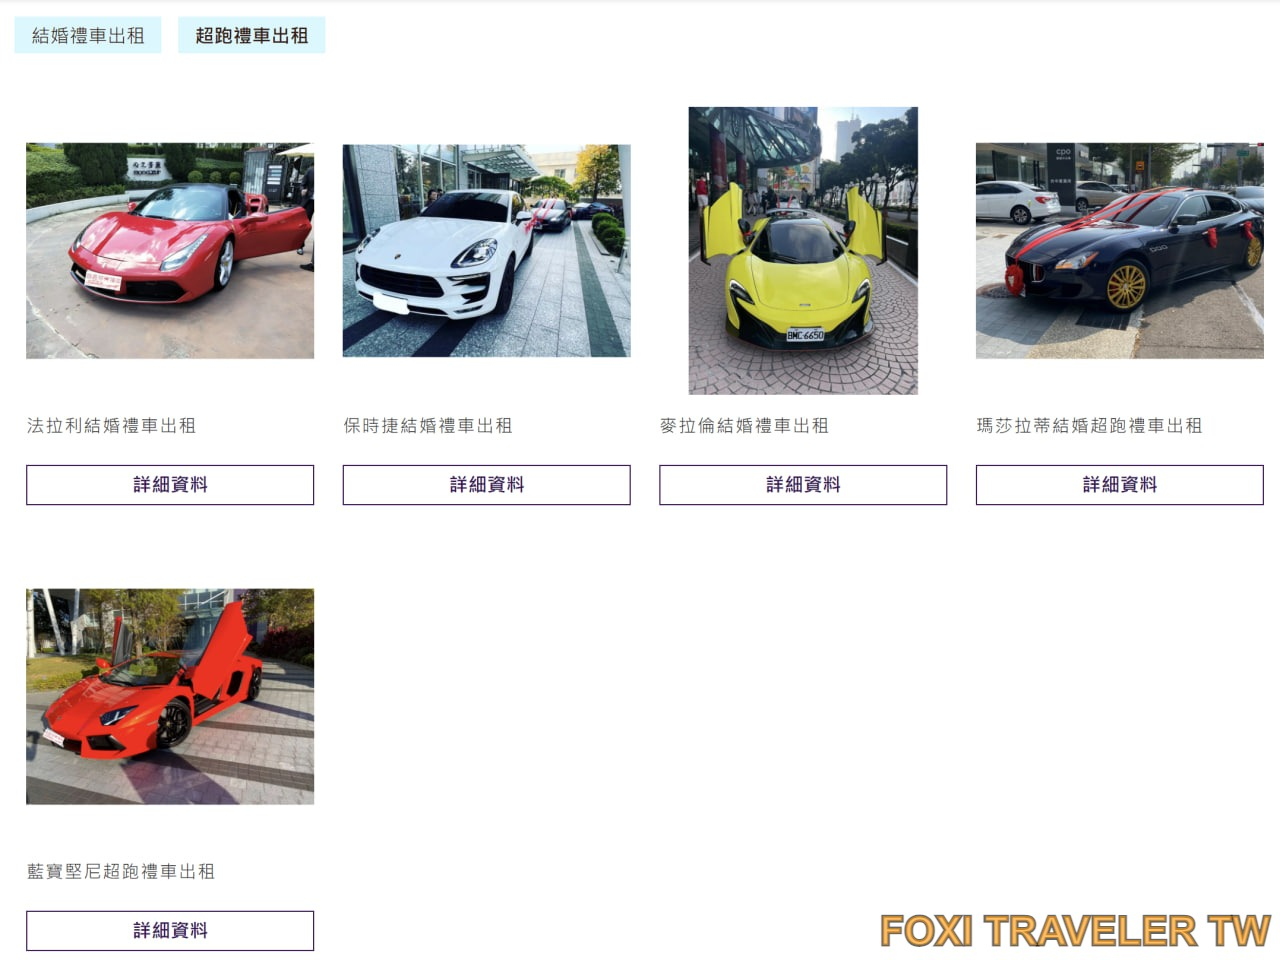 結婚禮車出租
超跑禮車出租
cpo
BMC-6650
法拉利結婚禮車出租
保時捷結婚禮車出租
麥拉倫結婚禮車出租
瑪莎拉蒂結婚超跑禮車出租
詳細資料
詳細資料
詳細資料
詳細資料
藍寶堅尼超跑禮車出租
詳細資料
FOXI TRAVELER TW